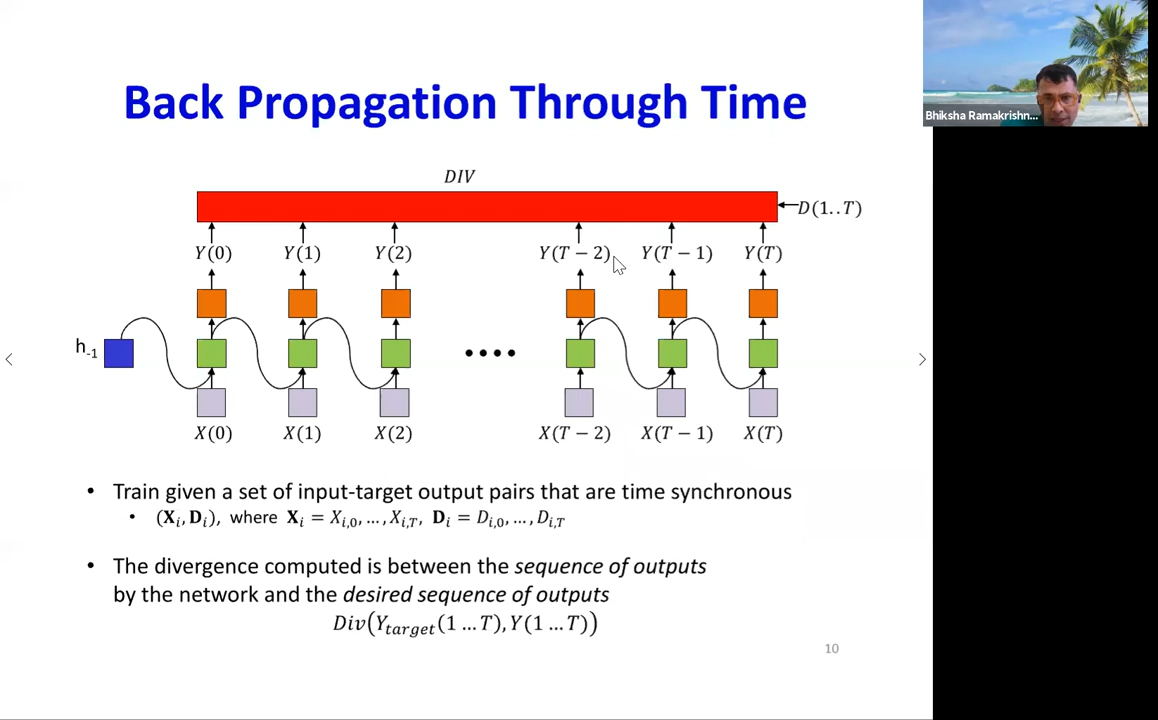 Back Propagation Through Time
Bhiksha Ramakrishn...
DIV
D(1..T)
Y(0) Y(1) Y(2) Y(T − 2) Y(T − 1) Y(T)
h-1
X(0) X(1) X(2) X(T − 2) X(T − 1) X(T)
• Train given a set of input-target output pairs that are time synchronous
• (𝐗ᵢ, 𝐃ᵢ), where 𝐗ᵢ = Xᵢ,₀, … , Xᵢ,T, 𝐃ᵢ = Dᵢ,₀, … , Dᵢ,T
• The divergence computed is between the sequence of outputs
by the network and the desired sequence of outputs
Div(Ytarget(1 … T), Y(1 … T))
10